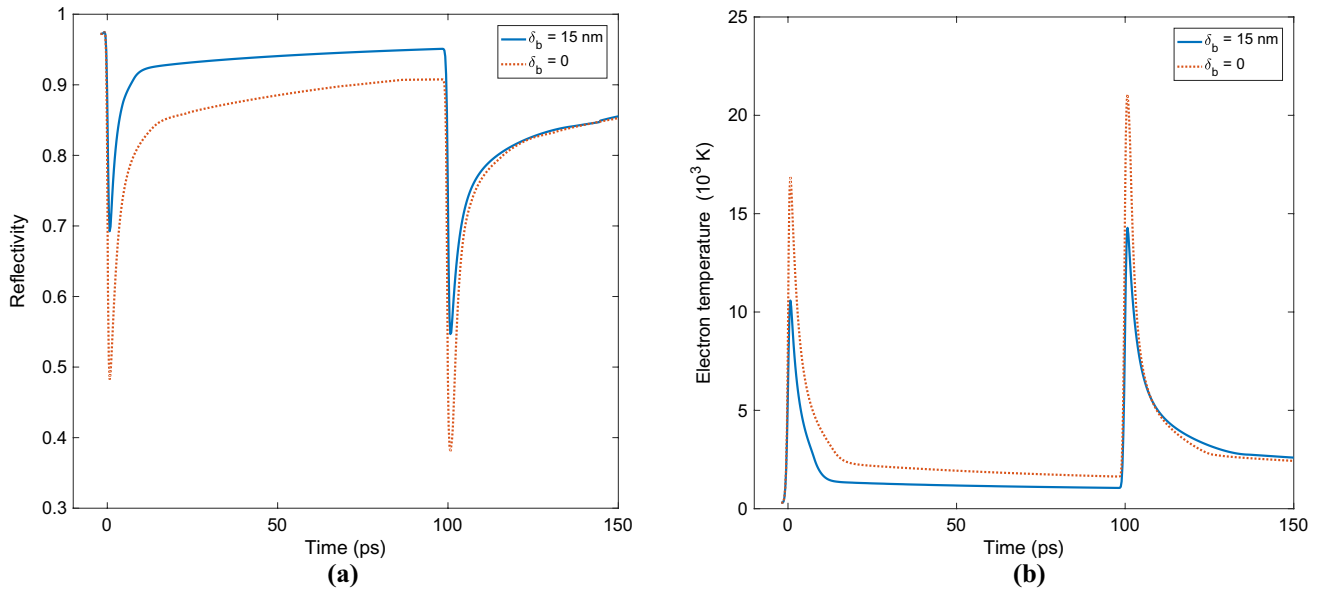 1
0.9
0.8
0.7
0.6
0.5
0.4
0.3
0
50
100
150
Reflectivity
Time (ps)
δb = 15 nm
δb = 0
(a)
25
20
15
10
5
0
0
50
100
150
Electron temperature (10³ K)
Time (ps)
δb = 15 nm
δb = 0
(b)